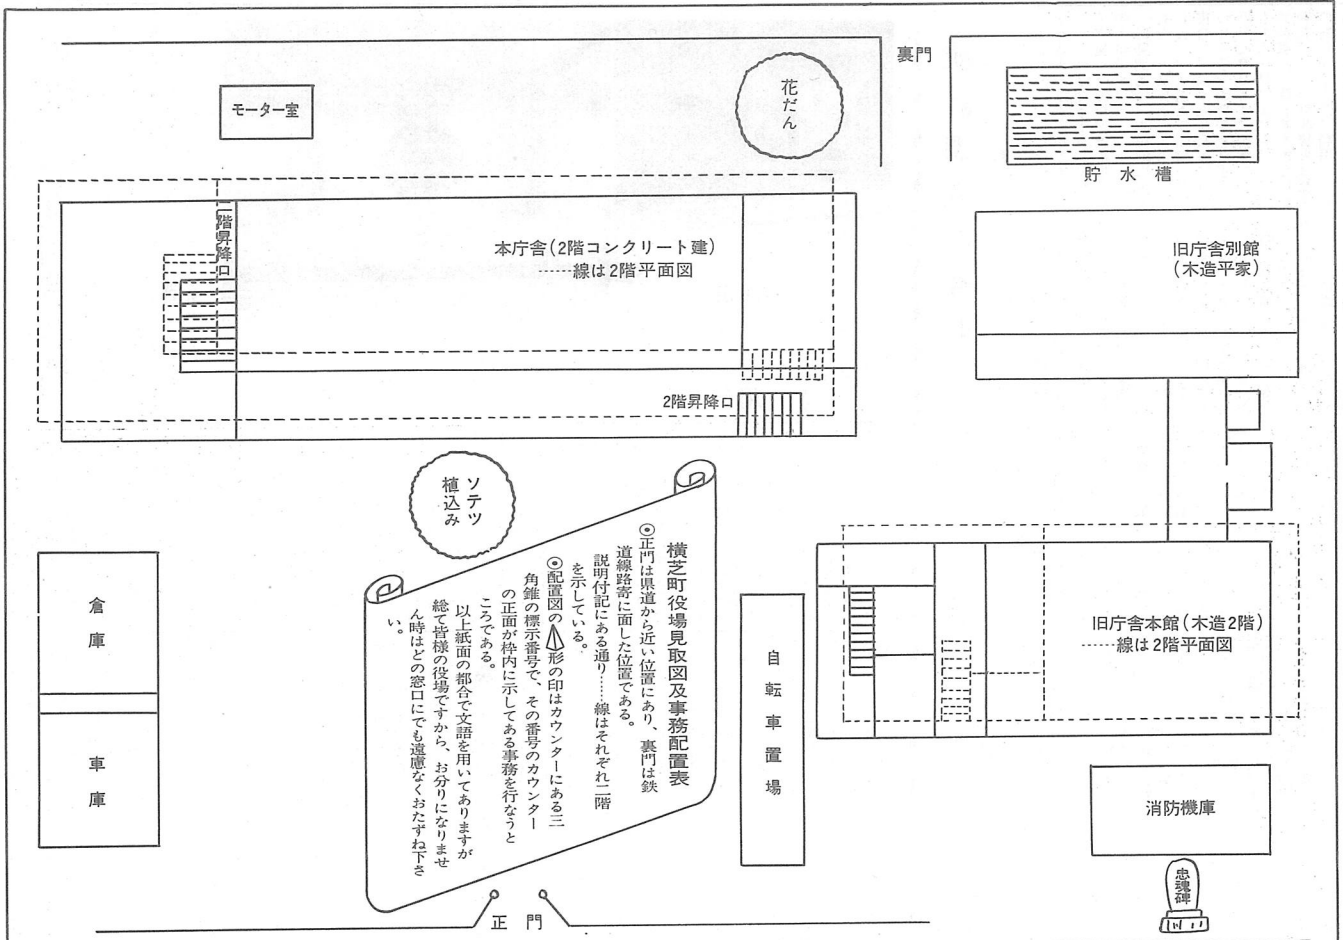 裏門
花だん
モーター室
貯水槽
二階昇降口
本庁舎(2階コンクリート建)
……線は2階平面図
旧庁舎別館
(木造平家)
2階昇降口
ソテツ
植込み
横芝町役場見取図及事務配置表
◉正門は県道から近い位置にあり、裏門は鉄
道線路寄に面した位置である。
説明付記にある通り……線はそれぞれ二階
を示している。
◉配置図の△形の印はカウンターにある三
角錐の標示番号で、その番号のカウンター
の正面が枠内に示してある事務を行なうと
ころである。
以上紙面の都合で文語を用いてありますが
総て皆様の役場ですから、お分りになりませ
ん時はどの窓口にでも遠慮なくおたずね下さ
い。
倉庫
車庫
自転車置場
旧庁舎本館(木造2階)
……線は2階平面図
消防機庫
忠魂碑
正門